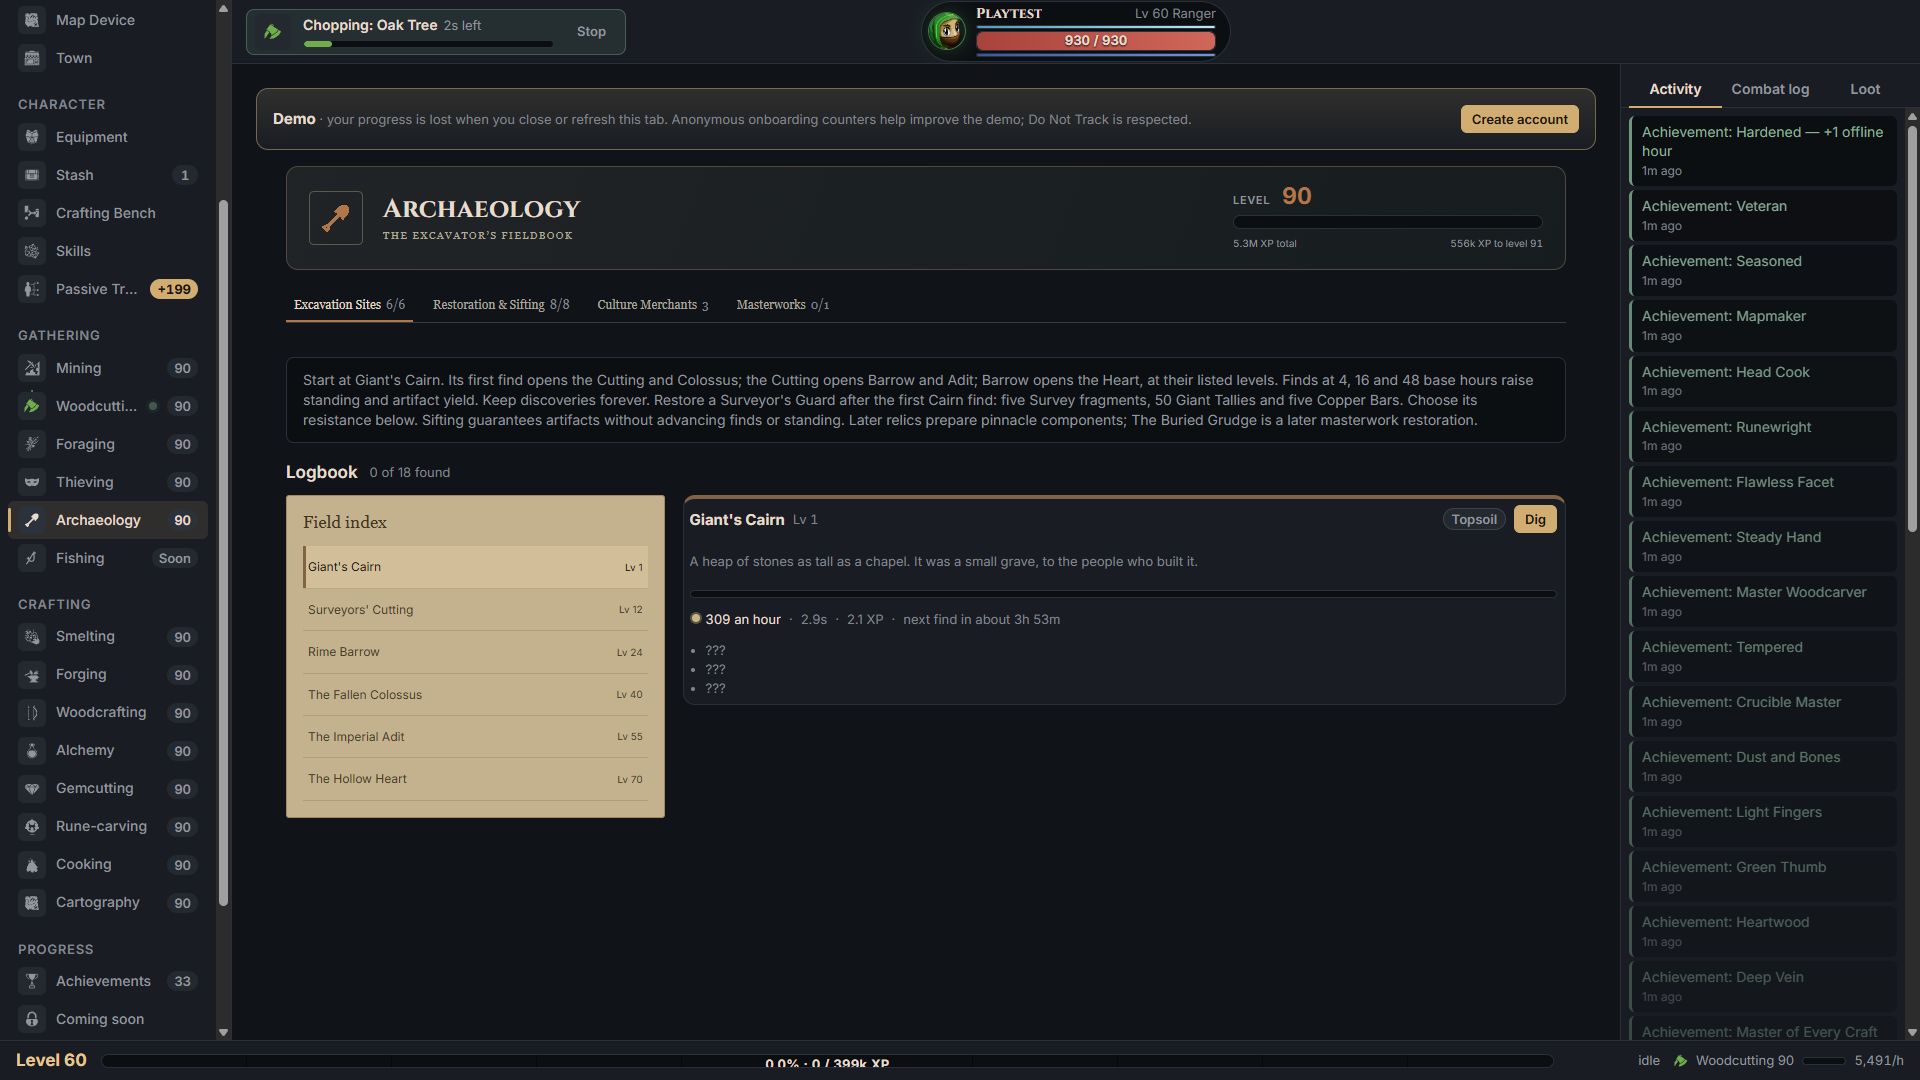 Map Device
Town
CHARACTER
Equipment
Stash 1
Crafting Bench
Skills
Passive Tr... +199
GATHERING
Mining 90
Woodcutti... 90
Foraging 90
Thieving 90
Archaeology 90
Fishing Soon
CRAFTING
Smelting 90
Forging 90
Woodcrafting 90
Alchemy 90
Gemcutting 90
Rune-carving 90
Cooking 90
Cartography 90
PROGRESS
Achievements 33
Coming soon
Chopping: Oak Tree 2s left
Stop
PLAYTEST Lv 60 Ranger
930 / 930
Demo · your progress is lost when you close or refresh this tab. Anonymous onboarding counters help improve the demo; Do Not Track is respected.
Create account
ARCHAEOLOGY
THE EXCAVATOR'S FIELDBOOK
LEVEL 90
5.3M XP total 556k XP to level 91
Excavation Sites 6/6 Restoration & Sifting 8/8 Culture Merchants 3 Masterworks 0/1
Start at Giant's Cairn. Its first find opens the Cutting and Colossus; the Cutting opens Barrow and Adit; Barrow opens the Heart, at their listed levels. Finds at 4, 16 and 48 base hours raise
standing and artifact yield. Keep discoveries forever. Restore a Surveyor's Guard after the first Cairn find: five Survey fragments, 50 Giant Tallies and five Copper Bars. Choose its
resistance below. Sifting guarantees artifacts without advancing finds or standing. Later relics prepare pinnacle components; The Buried Grudge is a later masterwork restoration.
Logbook 0 of 18 found
Field index
Giant's Cairn Lv 1
Surveyors' Cutting Lv 12
Rime Barrow Lv 24
The Fallen Colossus Lv 40
The Imperial Adit Lv 55
The Hollow Heart Lv 70
Giant's Cairn Lv 1 Topsoil Dig
A heap of stones as tall as a chapel. It was a small grave, to the people who built it.
309 an hour · 2.9s · 2.1 XP · next find in about 3h 53m
• ???
• ???
• ???
Activity Combat log Loot
Achievement: Hardened — +1 offline
hour
1m ago
Achievement: Veteran
1m ago
Achievement: Seasoned
1m ago
Achievement: Mapmaker
1m ago
Achievement: Head Cook
1m ago
Achievement: Runewright
1m ago
Achievement: Flawless Facet
1m ago
Achievement: Steady Hand
1m ago
Achievement: Master Woodcarver
1m ago
Achievement: Tempered
1m ago
Achievement: Crucible Master
1m ago
Achievement: Dust and Bones
1m ago
Achievement: Light Fingers
1m ago
Achievement: Green Thumb
1m ago
Achievement: Heartwood
1m ago
Achievement: Deep Vein
1m ago
Achievement: Master of Every Craft
Level 60
0.0% · 0 / 399k XP
idle Woodcutting 90 5,491/h